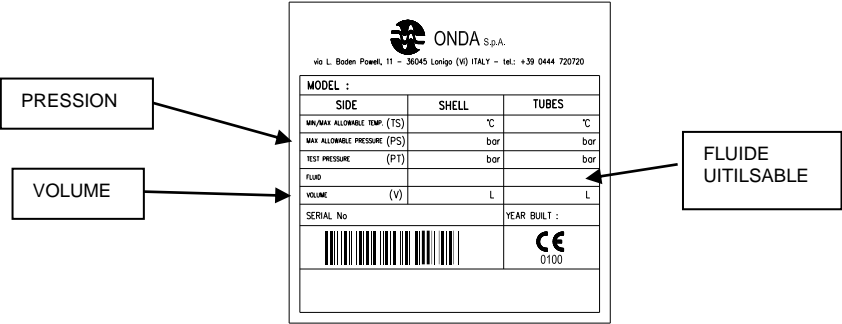 ONDA S.p.A.
via L. Baden Powell, 11 - 36045 Lonigo (Vi) ITALY - tel.: +39 0444 720720
MODEL :
SIDE SHELL TUBES
MIN/MAX ALLOWABLE TEMP. (TS) °C °C
PRESSION
MAX ALLOWABLE PRESSURE (PS) bar bar
TEST PRESSURE (PT) bar bar
FLUID
FLUIDE
UITILSABLE
VOLUME
VOLUME (V) L L
SERIAL No YEAR BUILT :
CE
0100